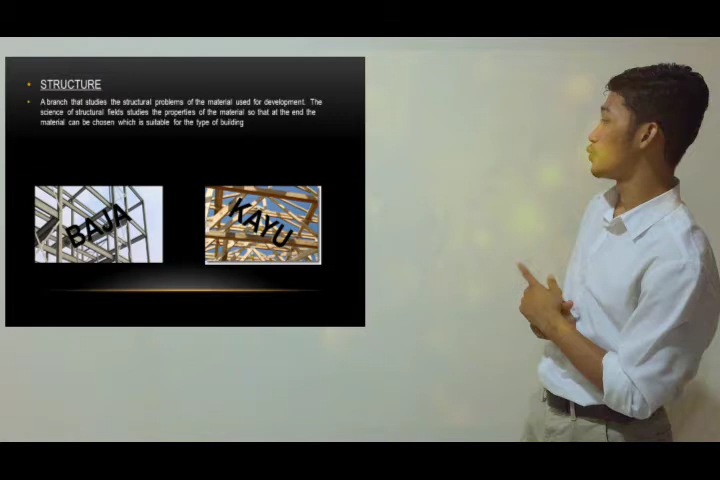 STRUCTURE
A branch that studies the structural problems of the material used for development. The
science of structural fields studies the properties of the material so that at the end the
material can be chosen which is suitable for the type of building
BAJA
KAYU